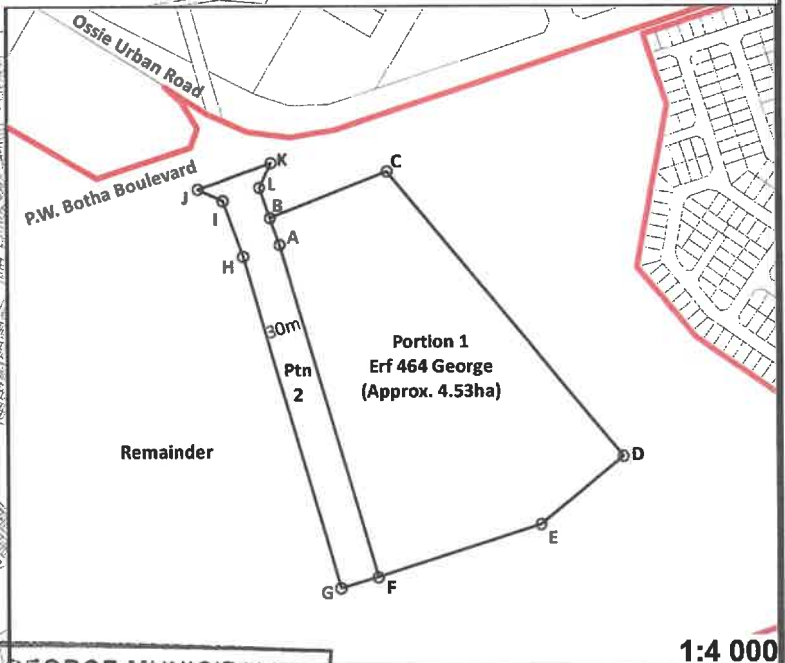 Ossie Urban Road
P.W. Botha Boulevard
K
C
J
L
I
B
A
H
30m
Portion 1
Erf 464 George
(Approx. 4.53ha)
Ptn
2
Remainder
D
E
F
G
1:4 000